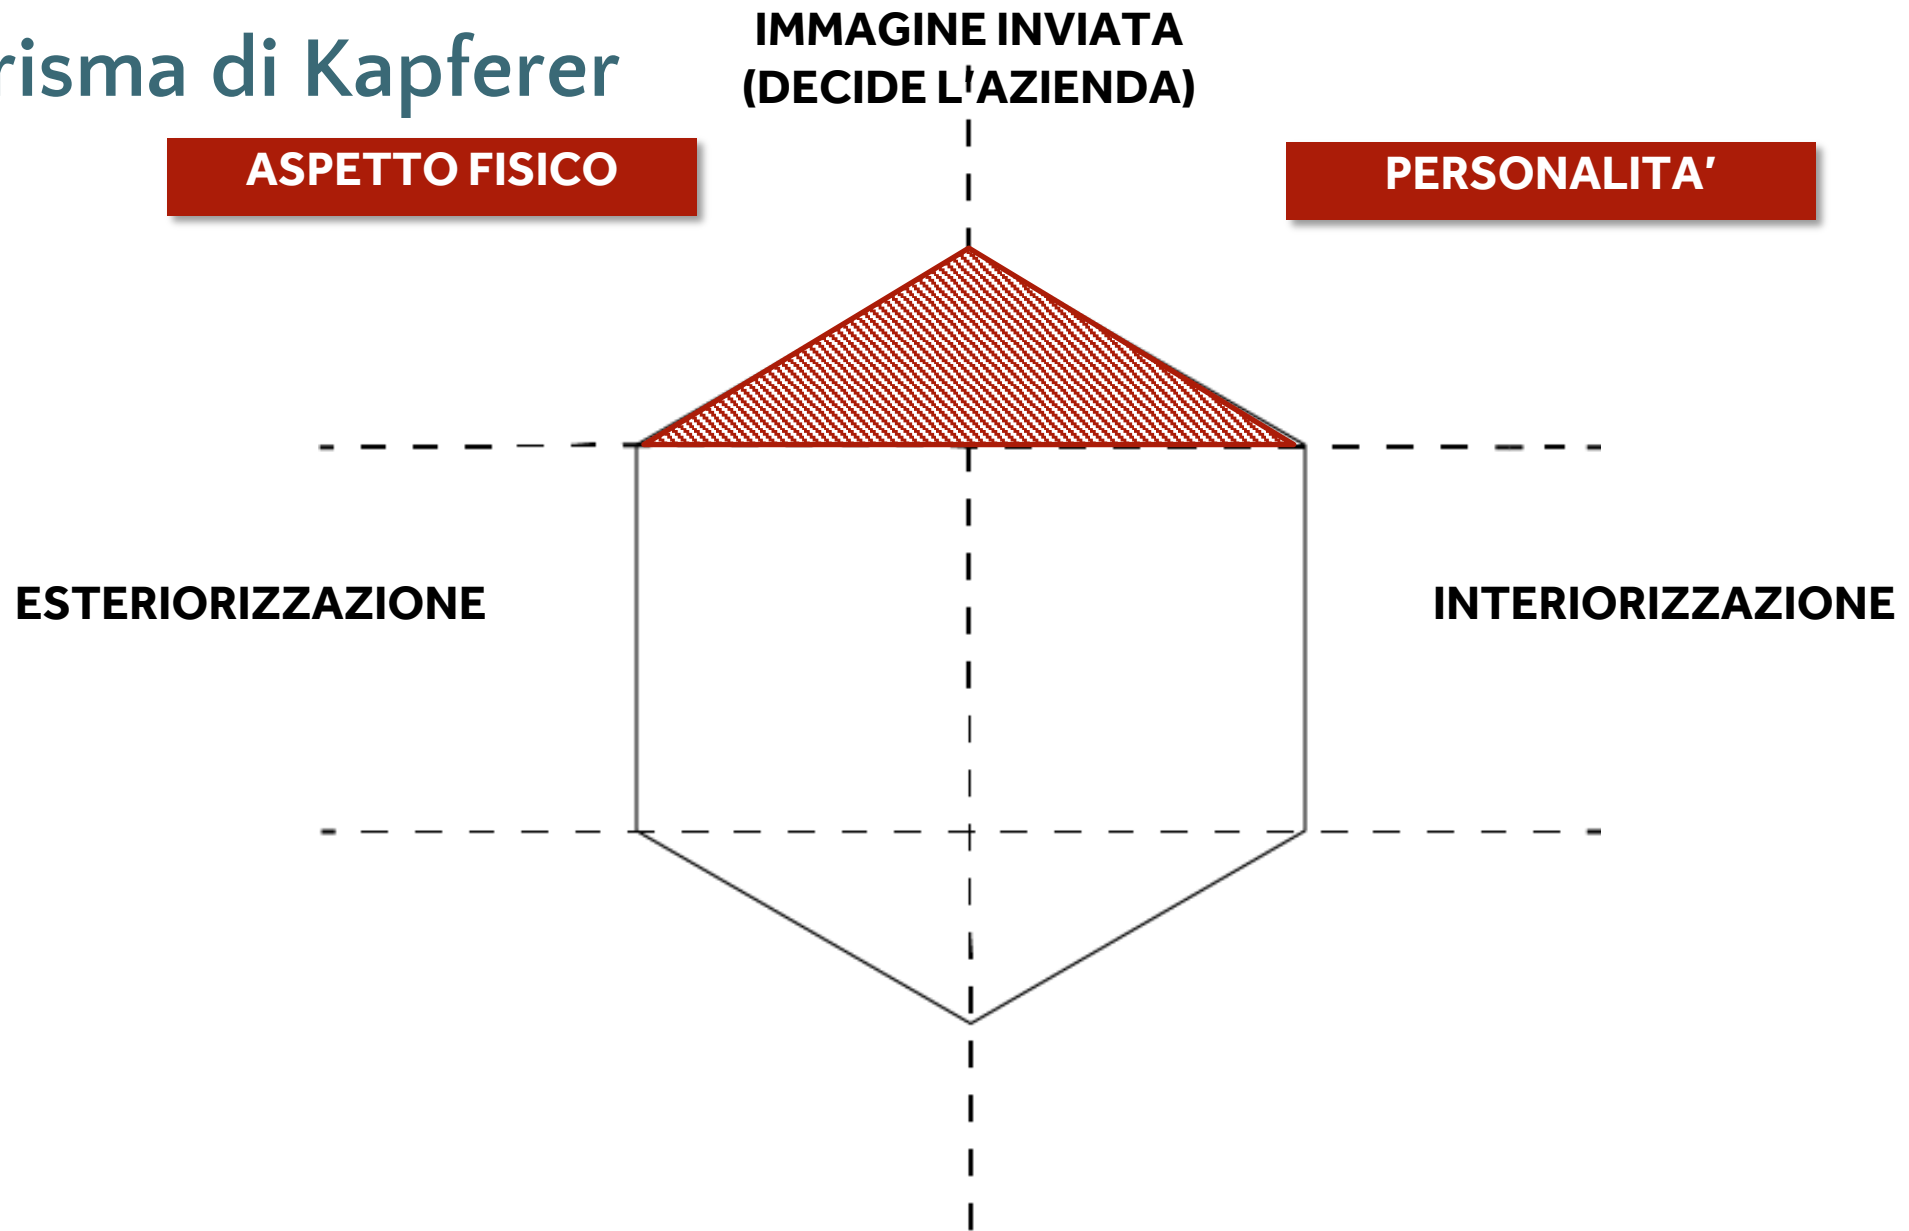 risma di Kapferer
IMMAGINE INVIATA
(DECIDE L'AZIENDA)
ASPETTO FISICO
PERSONALITA’
ESTERIORIZZAZIONE
INTERIORIZZAZIONE